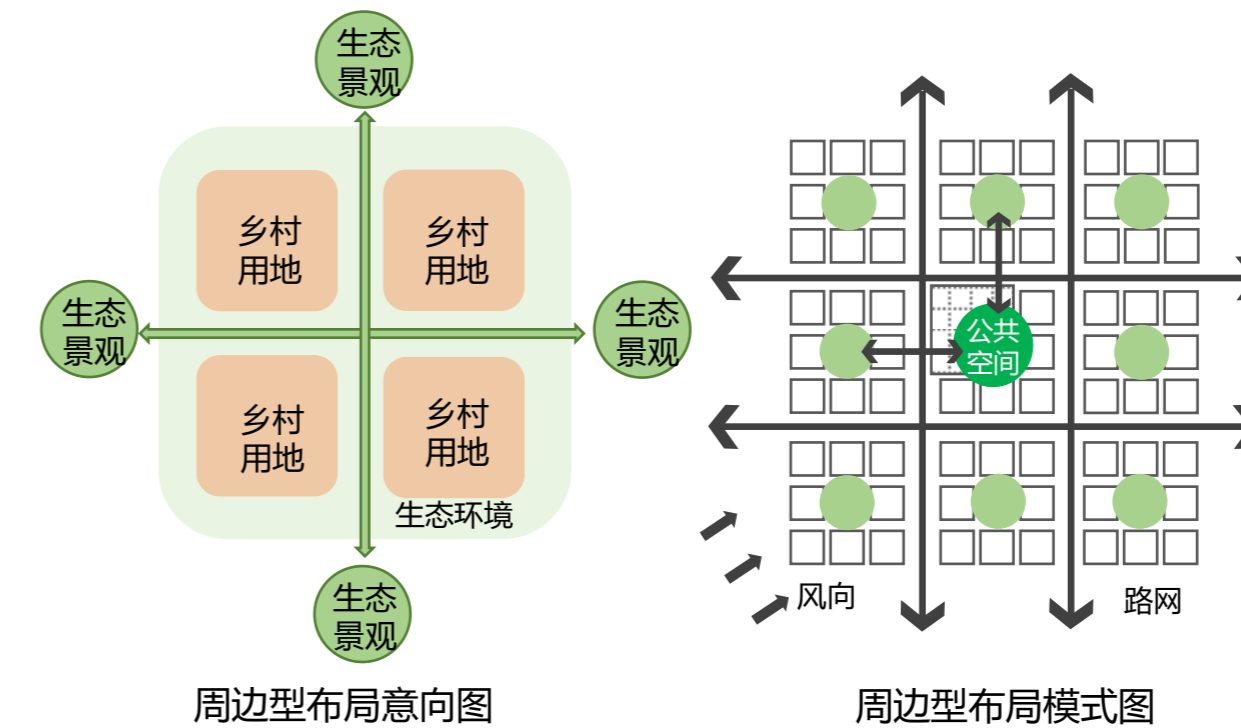 生态
景观
乡村
用地
乡村
用地
生态
景观
生态
景观
乡村
用地
乡村
用地
生态环境
生态
景观
周边型布局意向图
公共
空间
风向
路网
周边型布局模式图